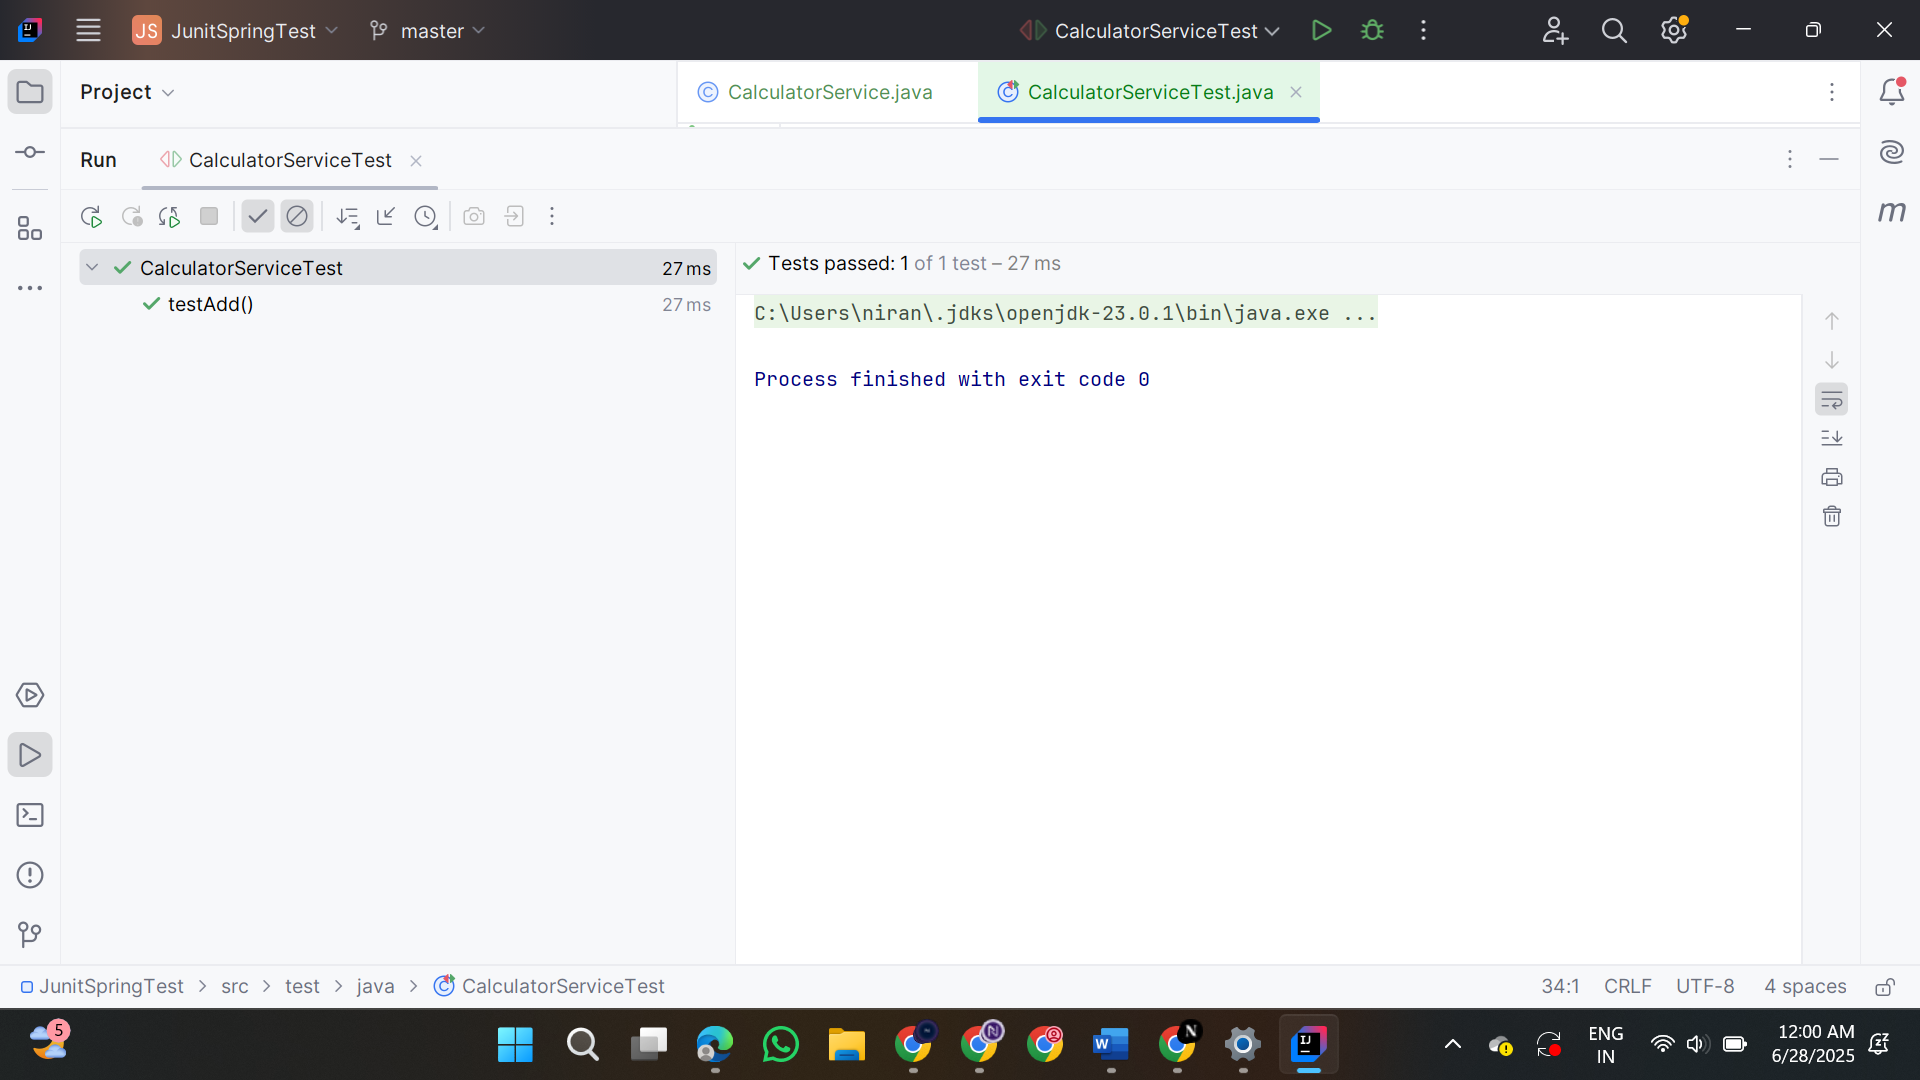 JS JunitSpringTest master CalculatorServiceTest
Project CalculatorService.java CalculatorServiceTest.java
Run CalculatorServiceTest
CalculatorServiceTest 27 ms
testAdd() 27 ms
Tests passed: 1 of 1 test – 27 ms
C:\Users\niran\.jdks\openjdk-23.0.1\bin\java.exe ...
Process finished with exit code 0
m
JunitSpringTest > src > test > java > CalculatorServiceTest 34:1 CRLF UTF-8 4 spaces
5
ENG
IN
12:00 AM
6/28/2025